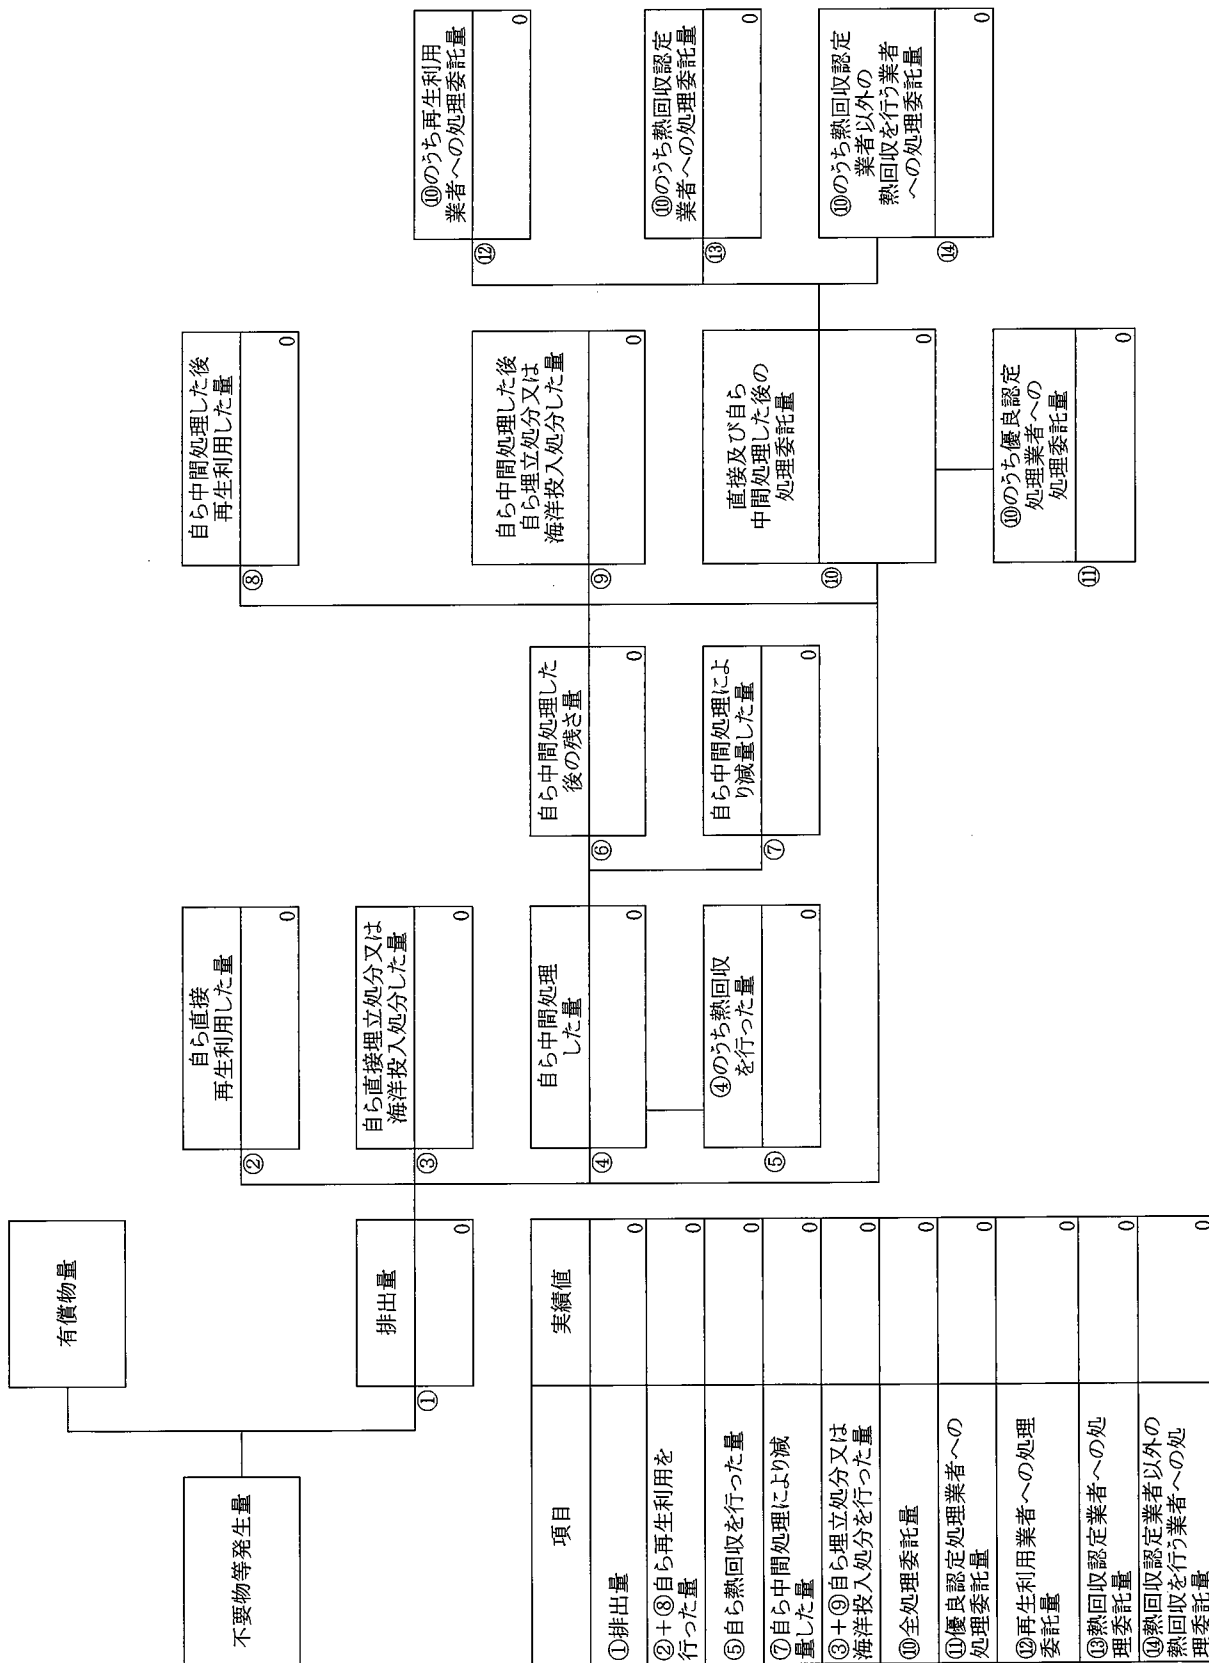 不要物等発生量
有償物量
①
排出量
0
②
自ら直接
再生利用した量
0
③
自ら直接埋立処分又は
海洋投入処分した量
0
④
自ら中間処理
した量
0
⑤
④のうち熱回収
を行った量
0
⑥
自ら中間処理した
後の残さ量
0
⑦
自ら中間処理によ
り減量した量
0
⑧
自ら中間処理した後
再生利用した量
0
⑨
自ら中間処理した後
自ら埋立処分又は
海洋投入処分した量
0
⑩
直接及び自ら
中間処理した後の
処理委託量
0
⑪
⑩のうち優良認定
処理業者への
処理委託量
0
⑫
⑩のうち再生利用
業者への処理委託量
0
⑬
⑩のうち熱回収認定
業者への処理委託量
0
⑭
⑩のうち熱回収認定
業者以外の
熱回収を行う業者
への処理委託量
0
項目 実績値
①排出量 0
②+⑧自ら再生利用を
行った量 0
⑤自ら熱回収を行った量 0
⑦自ら中間処理により減
量した量 0
③+⑨自ら埋立処分又は
海洋投入処分を行った量 0
⑩全処理委託量 0
⑪優良認定処理業者への
処理委託量 0
⑫再生利用業者への処理
委託量 0
⑬熱回収認定業者への処
理委託量 0
⑭熱回収認定業者以外の
熱回収を行う業者への処
理委託量 0